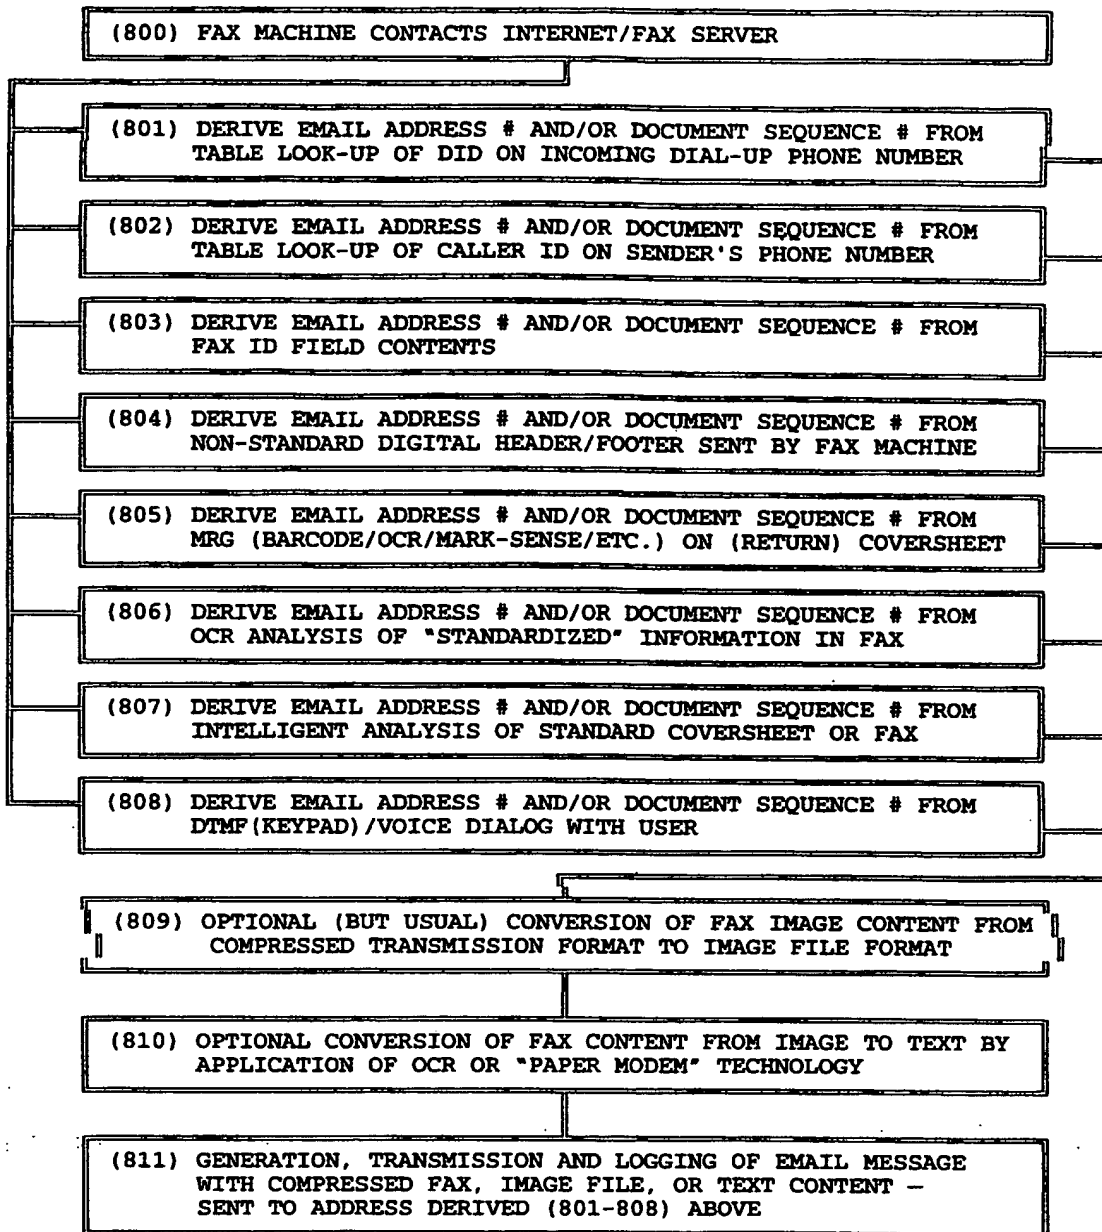 (800) FAX MACHINE CONTACTS INTERNET/FAX SERVER
(801) DERIVE EMAIL ADDRESS # AND/OR DOCUMENT SEQUENCE # FROM
TABLE LOOK-UP OF DID ON INCOMING DIAL-UP PHONE NUMBER
(802) DERIVE EMAIL ADDRESS # AND/OR DOCUMENT SEQUENCE # FROM
TABLE LOOK-UP OF CALLER ID ON SENDER'S PHONE NUMBER
(803) DERIVE EMAIL ADDRESS # AND/OR DOCUMENT SEQUENCE # FROM
FAX ID FIELD CONTENTS
(804) DERIVE EMAIL ADDRESS # AND/OR DOCUMENT SEQUENCE # FROM
NON-STANDARD DIGITAL HEADER/FOOTER SENT BY FAX MACHINE
(805) DERIVE EMAIL ADDRESS # AND/OR DOCUMENT SEQUENCE # FROM
MRG (BARCODE/OCR/MARK-SENSE/ETC.) ON (RETURN) COVERSHEET
(806) DERIVE EMAIL ADDRESS # AND/OR DOCUMENT SEQUENCE # FROM
OCR ANALYSIS OF "STANDARDIZED" INFORMATION IN FAX
(807) DERIVE EMAIL ADDRESS # AND/OR DOCUMENT SEQUENCE # FROM
INTELLIGENT ANALYSIS OF STANDARD COVERSHEET OR FAX
(808) DERIVE EMAIL ADDRESS # AND/OR DOCUMENT SEQUENCE # FROM
DTMF(KEYPAD)/VOICE DIALOG WITH USER
(809) OPTIONAL (BUT USUAL) CONVERSION OF FAX IMAGE CONTENT FROM
COMPRESSED TRANSMISSION FORMAT TO IMAGE FILE FORMAT
(810) OPTIONAL CONVERSION OF FAX CONTENT FROM IMAGE TO TEXT BY
APPLICATION OF OCR OR "PAPER MODEM" TECHNOLOGY
(811) GENERATION, TRANSMISSION AND LOGGING OF EMAIL MESSAGE
WITH COMPRESSED FAX, IMAGE FILE, OR TEXT CONTENT —
SENT TO ADDRESS DERIVED (801-808) ABOVE